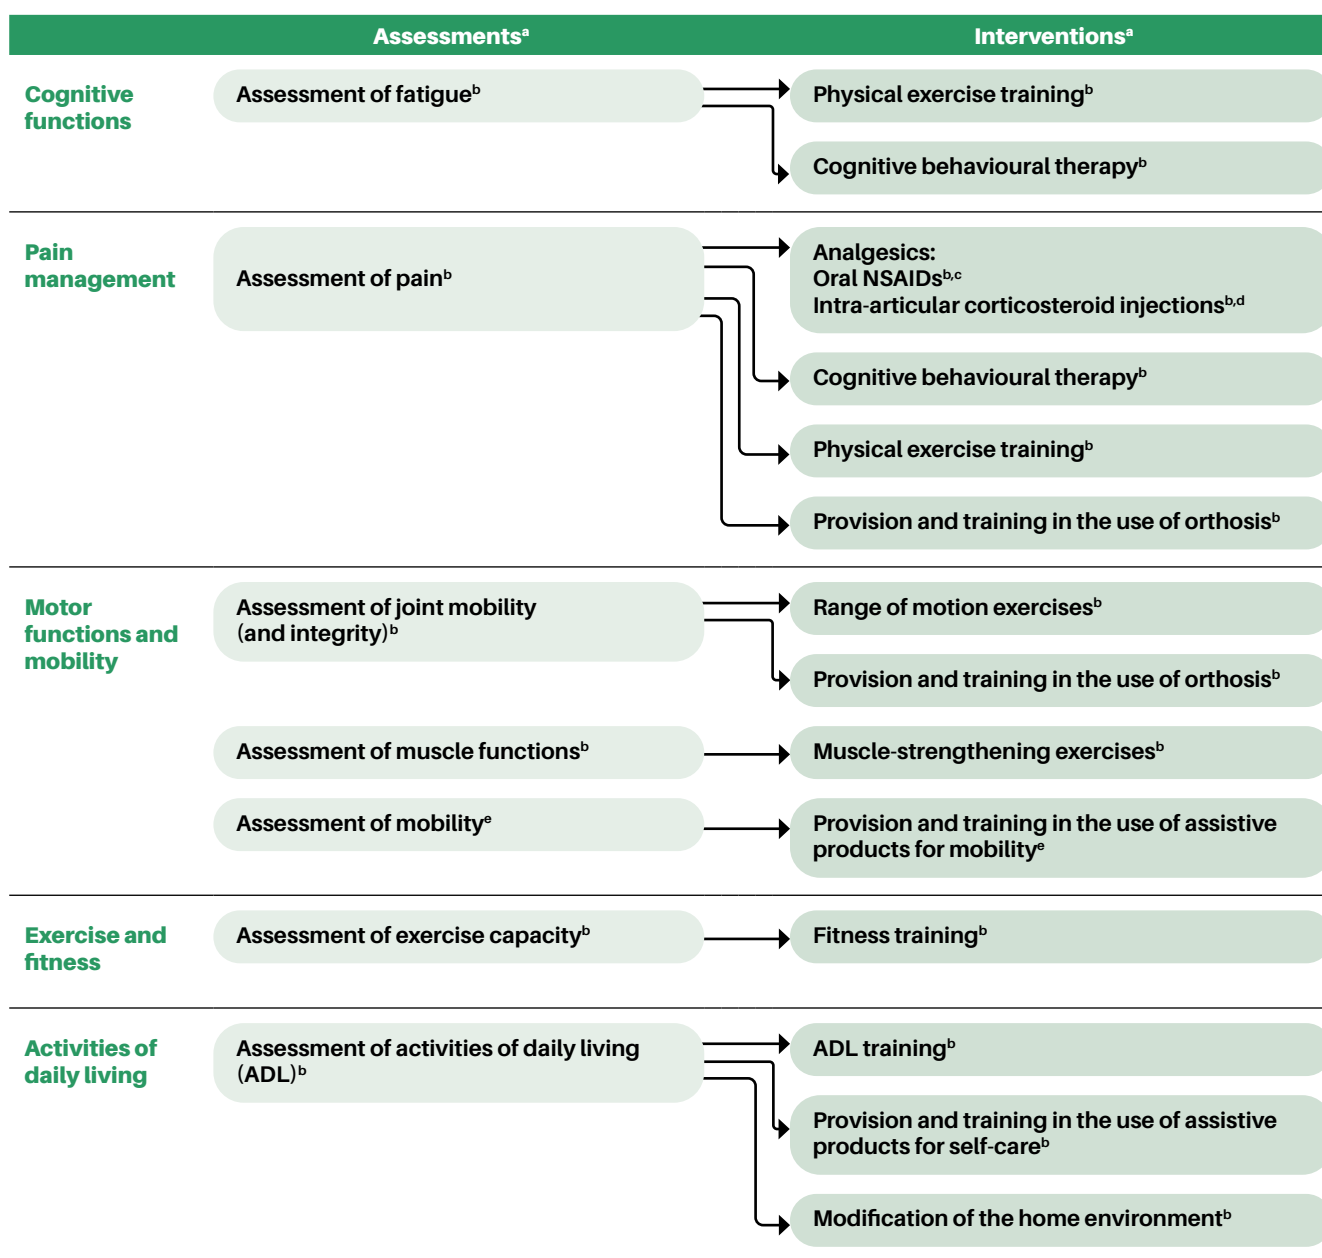 Assessmentsᵃ Interventionsᵃ
Cognitive
functions
Assessment of fatigueᵇ
Physical exercise trainingᵇ
Cognitive behavioural therapyᵇ
Pain
management
Assessment of painᵇ
Analgesics:
Oral NSAIDsᵇ,ᶜ
Intra-articular corticosteroid injectionsᵇ,ᵈ
Cognitive behavioural therapyᵇ
Physical exercise trainingᵇ
Provision and training in the use of orthosisᵇ
Motor
functions and
mobility
Assessment of joint mobility
(and integrity)ᵇ
Range of motion exercisesᵇ
Provision and training in the use of orthosisᵇ
Assessment of muscle functionsᵇ
Muscle-strengthening exercisesᵇ
Assessment of mobilityᵉ
Provision and training in the use of assistive
products for mobilityᵉ
Exercise and
fitness
Assessment of exercise capacityᵇ
Fitness trainingᵇ
Activities of
daily living
Assessment of activities of daily living
(ADL)ᵇ
ADL trainingᵇ
Provision and training in the use of assistive
products for self-careᵇ
Modification of the home environmentᵇ